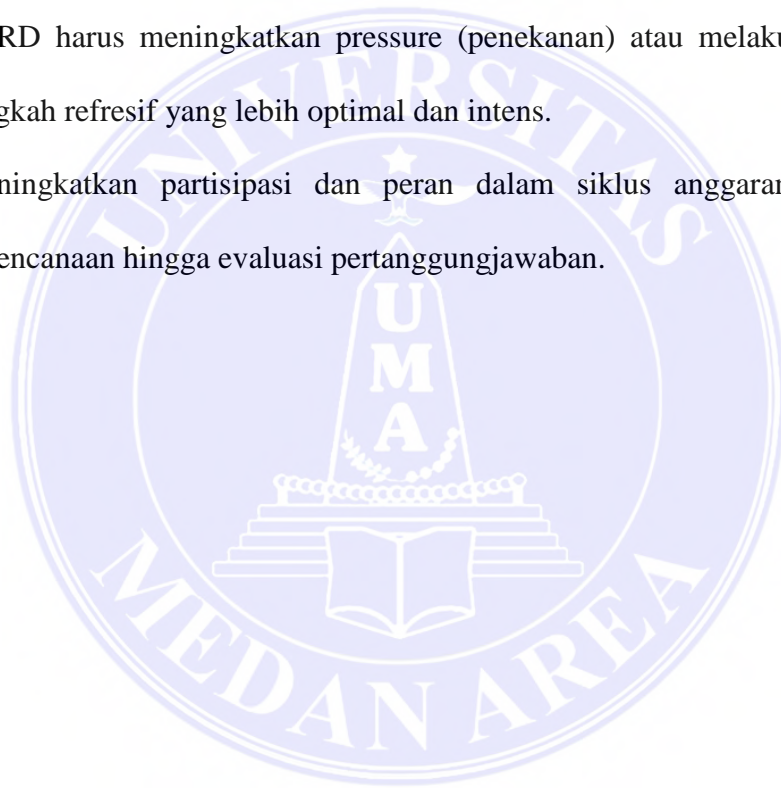 RD harus meningkatkan pressure (penekanan) atau melaku
gkah refresif yang lebih optimal dan intens.
ningkatkan partisipasi dan peran dalam siklus anggaran
encanaan hingga evaluasi pertanggungjawaban.
UNIVERSITAS
U
M
A
MEDAN AREA